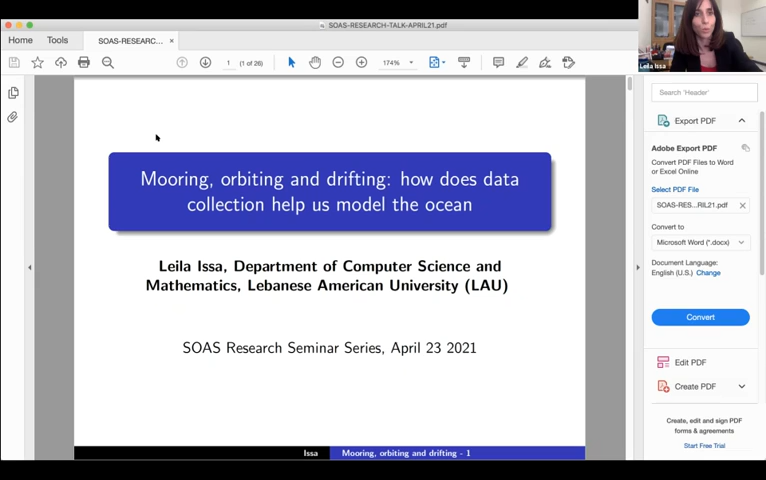 SOAS-RESEARCH-TALK-APRIL21.pdf
Home
Tools
SOAS-RESEARC...
×
1
(1 of 26)
174%
Leila Issa
Mooring, orbiting and drifting: how does data
collection help us model the ocean
Leila Issa, Department of Computer Science and
Mathematics, Lebanese American University (LAU)
SOAS Research Seminar Series, April 23 2021
Issa
Mooring, orbiting and drifting - 1
Search 'Header'
Export PDF
Adobe Export PDF
Convert PDF Files to Word
or Excel Online
Select PDF File
SOAS-RES...RIL21.pdf
Convert to
Microsoft Word (*.docx)
Document Language:
English (U.S.) Change
Convert
Edit PDF
Create PDF
Create, edit and sign PDF
forms & agreements
Start Free Trial